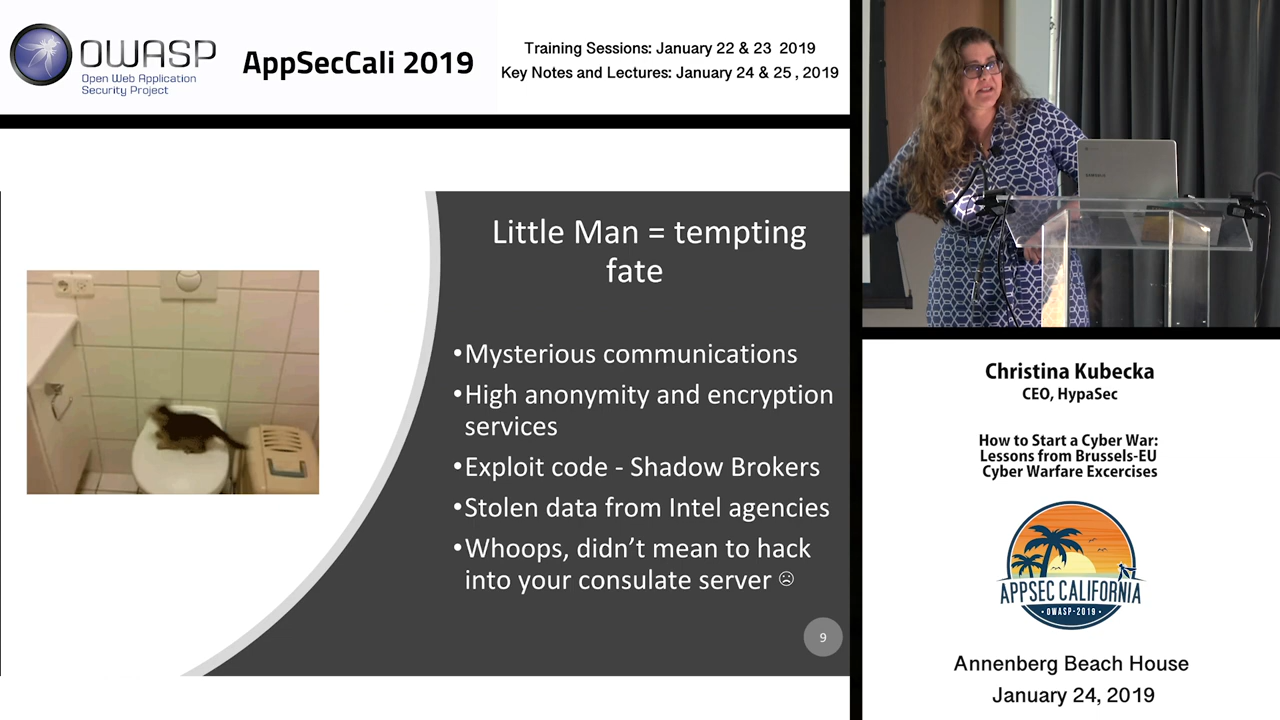 OWASP
Open Web Application
Security Project
AppSecCali 2019
Training Sessions: January 22 & 23 2019
Key Notes and Lectures: January 24 & 25 , 2019
Little Man = tempting
fate
•Mysterious communications
•High anonymity and encryption
services
•Exploit code - Shadow Brokers
•Stolen data from Intel agencies
•Whoops, didn’t mean to hack
into your consulate server ☹
9
SAMSUNG
Christina Kubecka
CEO, HypaSec
How to Start a Cyber War:
Lessons from Brussels-EU
Cyber Warfare Excercises
APPSEC CALIFORNIA
• OWASP-2019 •
Annenberg Beach House
January 24, 2019